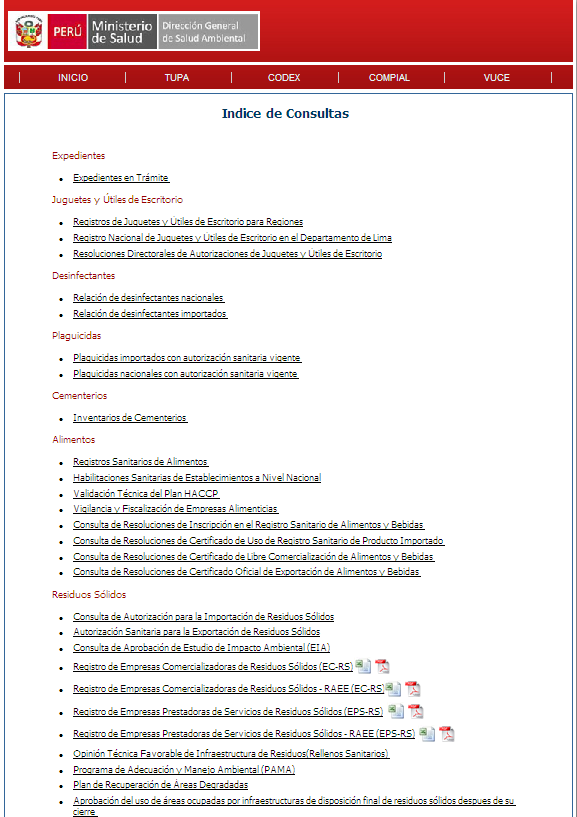 PERÚ
Ministerio
de Salud
Dirección General
de Salud Ambiental
INICIO
TUPA
CODEX
COMPIAL
VUCE
Indice de Consultas
Expedientes
Expedientes en Trámite
Juguetes y Útiles de Escritorio
Registros de Juguetes y Utiles de Escritorio para Regiones
Registro Nacional de Juguetes y Utiles de Escritorio en el Departamento de Lima
Resoluciones Directorales de Autorizaciones de Juguetes y Utiles de Escritorio
Desinfectantes
Relación de desinfectantes nacionales
Relación de desinfectantes importados
Plaguicidas
Plaguicidas importados con autorización sanitaria vigente
Plaguicidas nacionales con autorización sanitaria vigente
Cementerios
Inventarios de Cementerios
Alimentos
Registros Sanitarios de Alimentos
Habilitaciones Sanitarias de Establecimientos a Nivel Nacional
Validación Técnica del Plan HACCP
Vigilancia y Fiscalización de Empresas Alimenticias
Consulta de Resoluciones de Inscripción en el Registro Sanitario de Alimentos y Bebidas
Consulta de Resoluciones de Certificado de Uso de Registro Sanitario de Producto Importado
Consulta de Resoluciones de Certificado de Libre Comercialización de Alimentos y Bebidas
Consulta de Resoluciones de Certificado Oficial de Exportación de Alimentos y Bebidas
Residuos Sólidos
Consulta de Autorización para la Importación de Residuos Sólidos
Autorización Sanitaria para la Exportación de Residuos Sólidos
Consulta de Aprobación de Estudio de Impacto Ambiental (EIA)
Registro de Empresas Comercializadoras de Residuos Sólidos (EC-RS)
Registro de Empresas Comercializadoras de Residuos Sólidos - RAEE (EC-RS)
Registro de Empresas Prestadoras de Servicios de Residuos Sólidos (EPS-RS)
Registro de Empresas Prestadoras de Servicios de Residuos Sólidos - RAEE (EPS-RS)
Opinión Técnica Favorable de Infraestructura de Residuos(Rellenos Sanitarios)
Programa de Adecuación y Manejo Ambiental (PAMA)
Plan de Recuperación de Áreas Degradadas
Aprobación del uso de áreas ocupadas por infraestructuras de disposición final de residuos sólidos despues de su
cierre